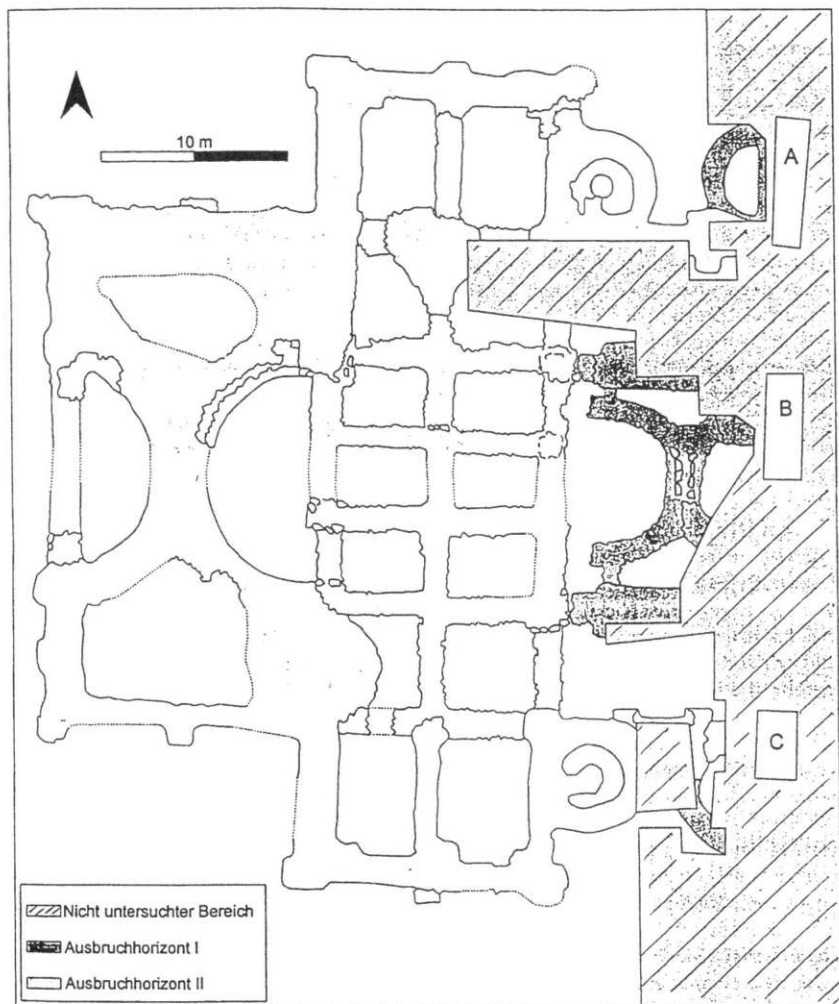 10 m
A
B
C
Nicht untersuchter Bereich
Ausbruchhorizont I
Ausbruchhorizont II